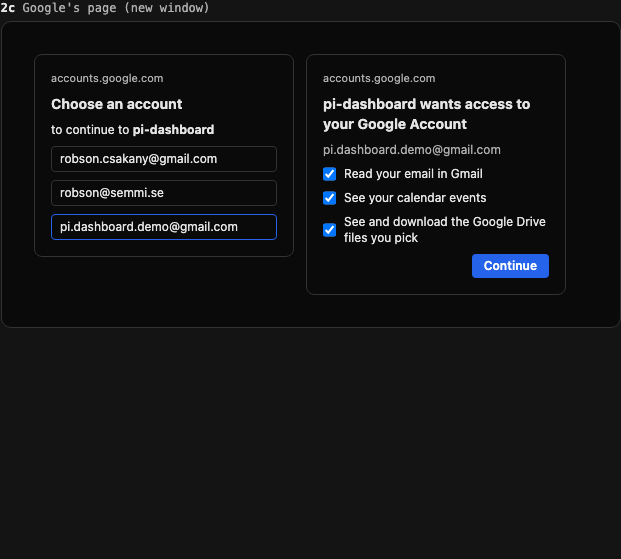 2c Google's page (new window)
accounts.google.com
Choose an account
to continue to pi-dashboard
robson.csakany@gmail.com
robson@semmi.se
pi.dashboard.demo@gmail.com
accounts.google.com
pi-dashboard wants access to
your Google Account
pi.dashboard.demo@gmail.com
Read your email in Gmail
See your calendar events
See and download the Google Drive
files you pick
Continue